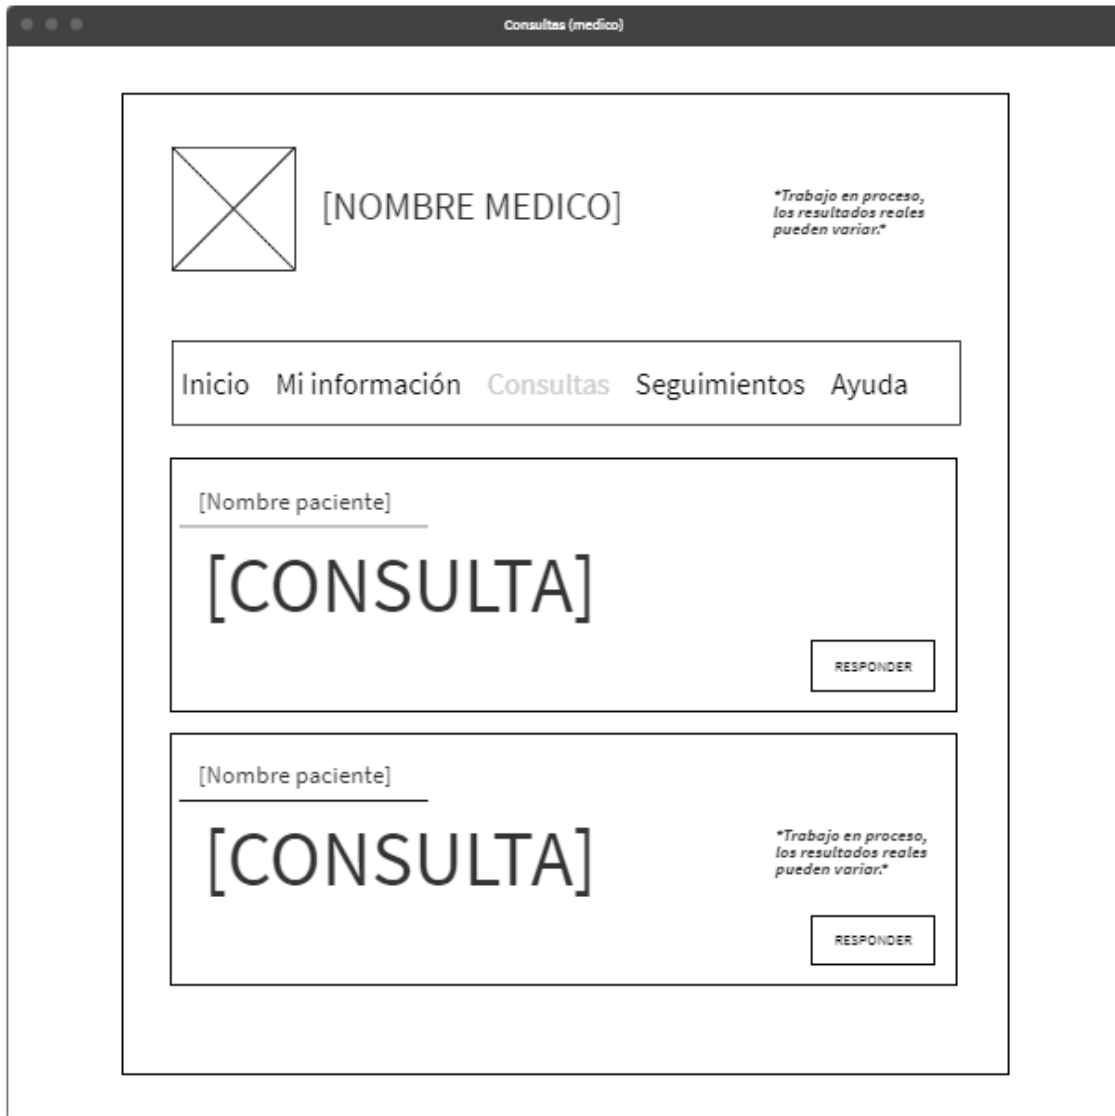 Consultas (medico)
[NOMBRE MEDICO]
*Trabajo en proceso,
los resultados reales
pueden variar.*
Inicio Mi información Consultas Seguimientos Ayuda
[Nombre paciente]
[CONSULTA]
RESPONDER
[Nombre paciente]
[CONSULTA]
*Trabajo en proceso,
los resultados reales
pueden variar.*
RESPONDER